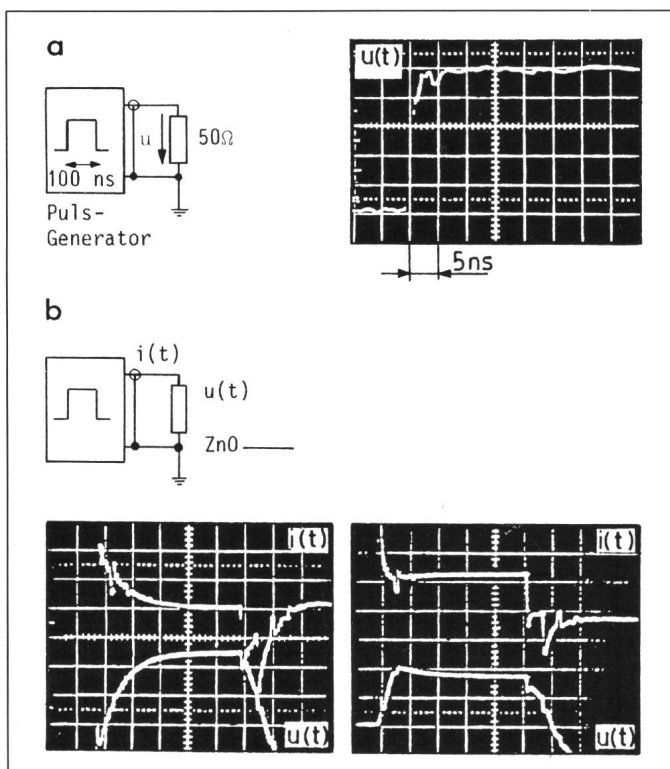 a
u(t)
u
50Ω
100 ns
Puls-
Generator
5ns
b
i(t)
u(t)
ZnO
i(t)
u(t)
i(t)
u(t)